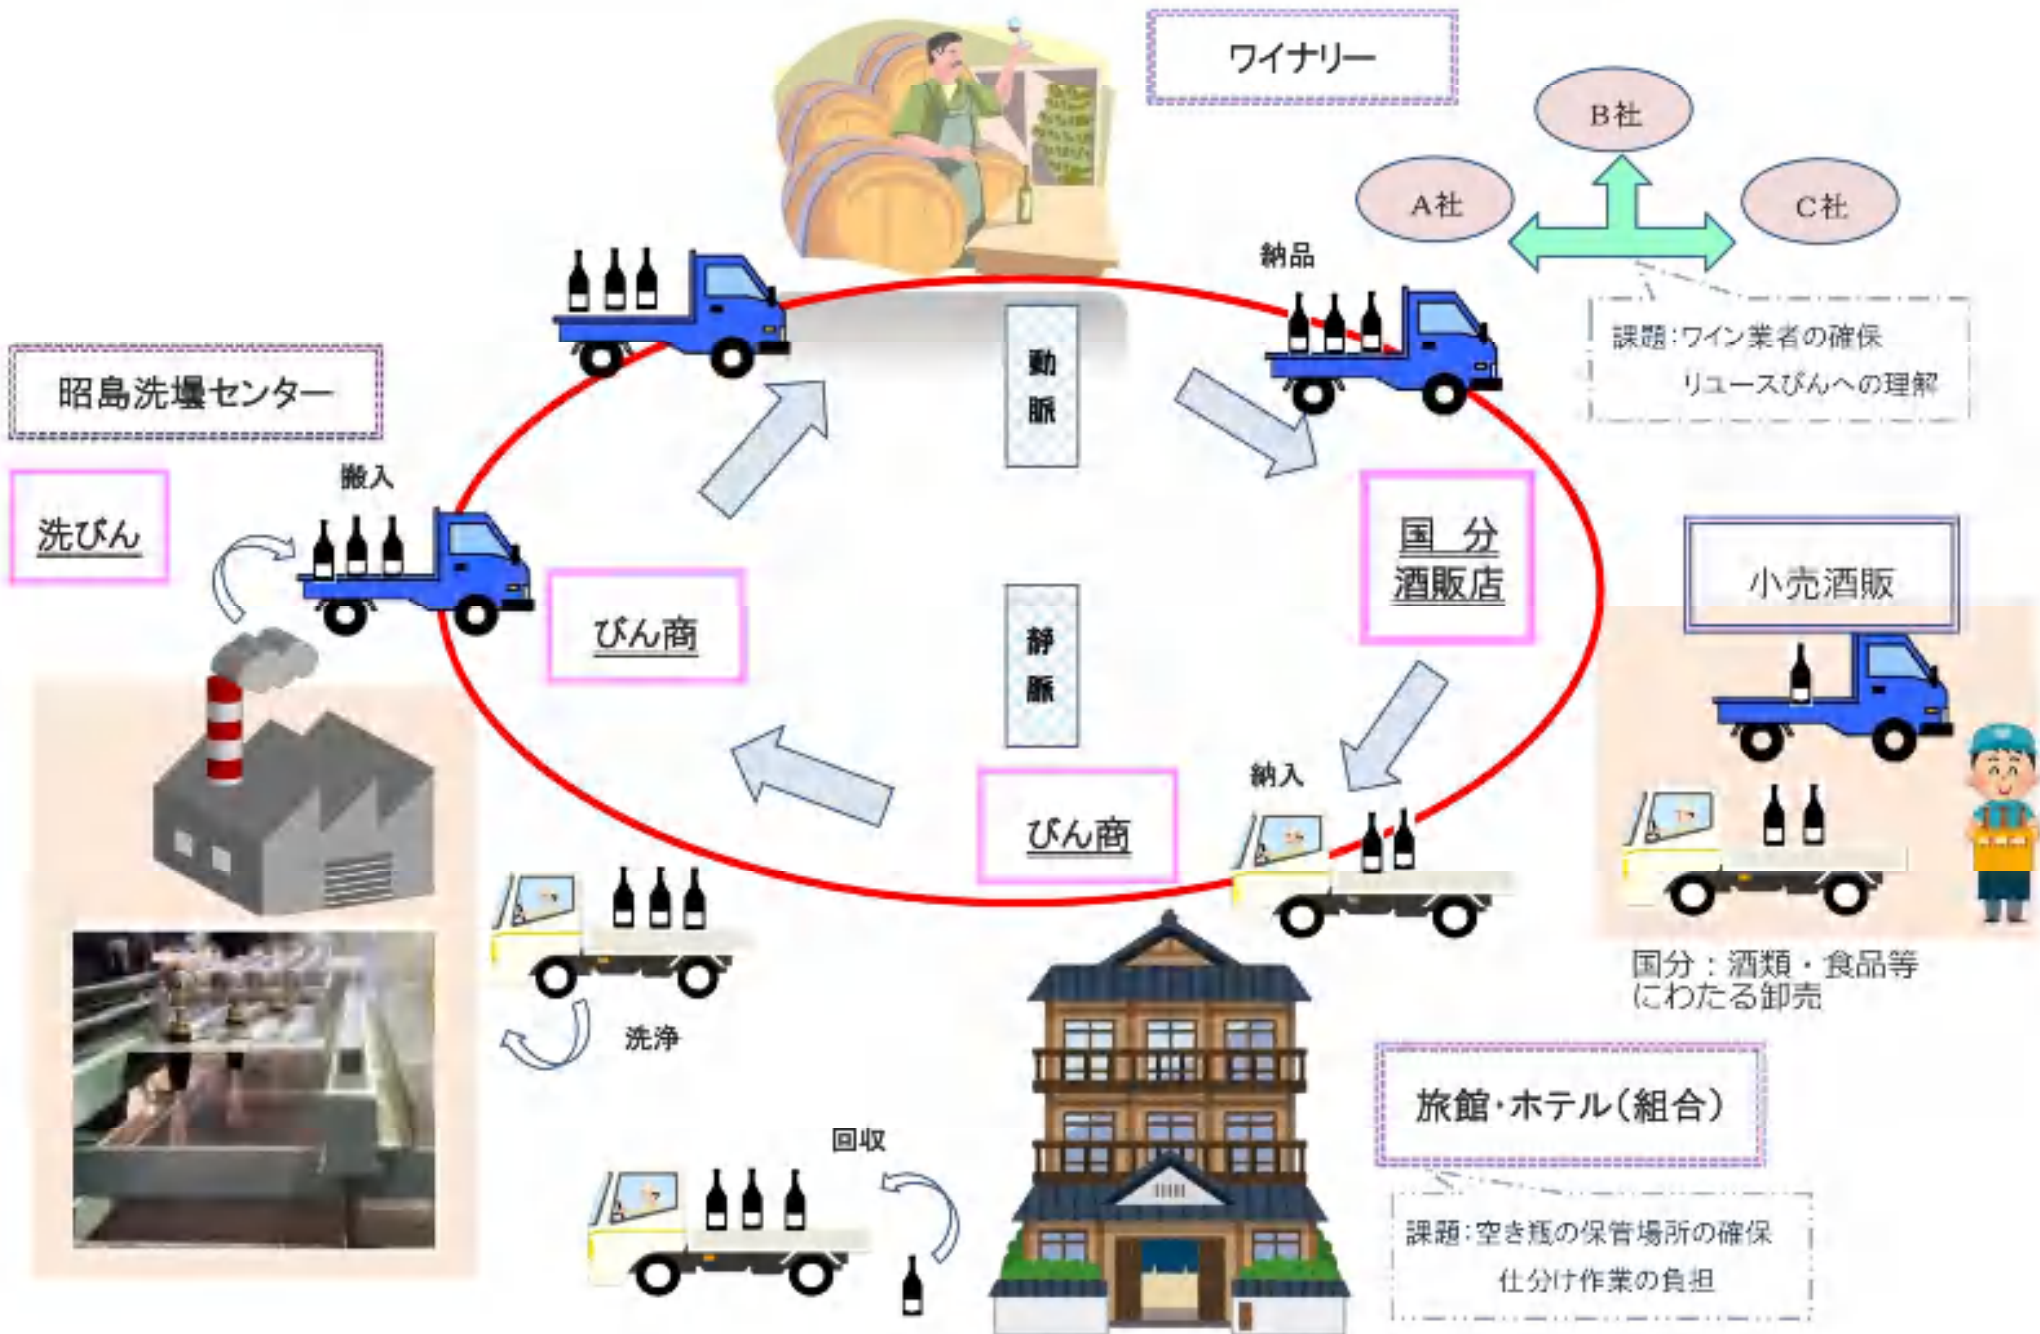 ワイナリー
B社
A社
C社
納品
課題:ワイン業者の確保
リユースびんへの理解
動脈
昭島洗壜センター
搬入
洗びん
びん商
国 分
酒販店
小売酒販
静脈
納入
びん商
国分:酒類・食品等
にわたる卸売
洗浄
回収
旅館・ホテル(組合)
課題:空き瓶の保管場所の確保
仕分け作業の負担